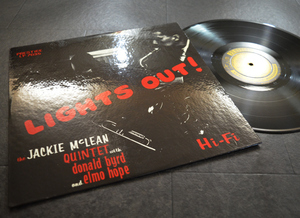 LIGHTS OUT!
the JACKIE McLEAN
QUINTET with
donald byrd
and elmo hope
Hi-Fi